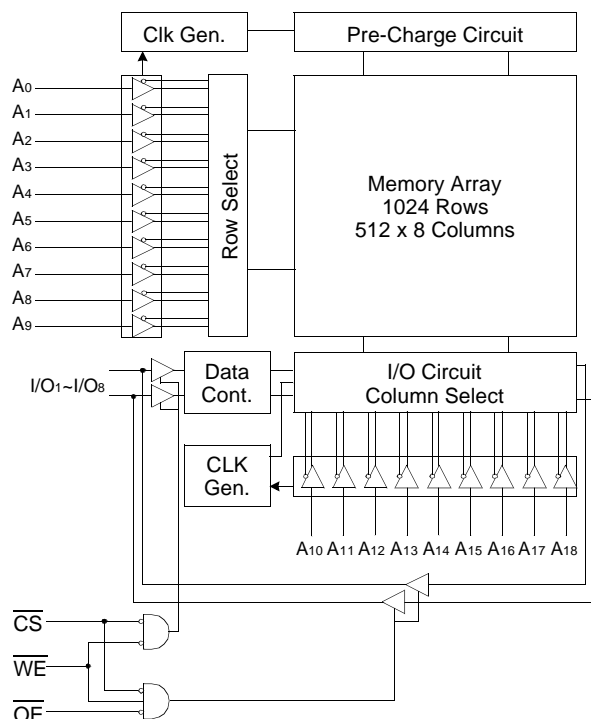 Clk Gen.
Pre-Charge Circuit
A0
A1
A2
A3
A4
A5
A6
A7
A8
A9
Row Select
Memory Array
1024 Rows
512 x 8 Columns
I/O1~I/O8
Data
Cont.
I/O Circuit
Column Select
CLK
Gen.
A10 A11 A12 A13 A14 A15 A16 A17 A18
CS
WE
OE